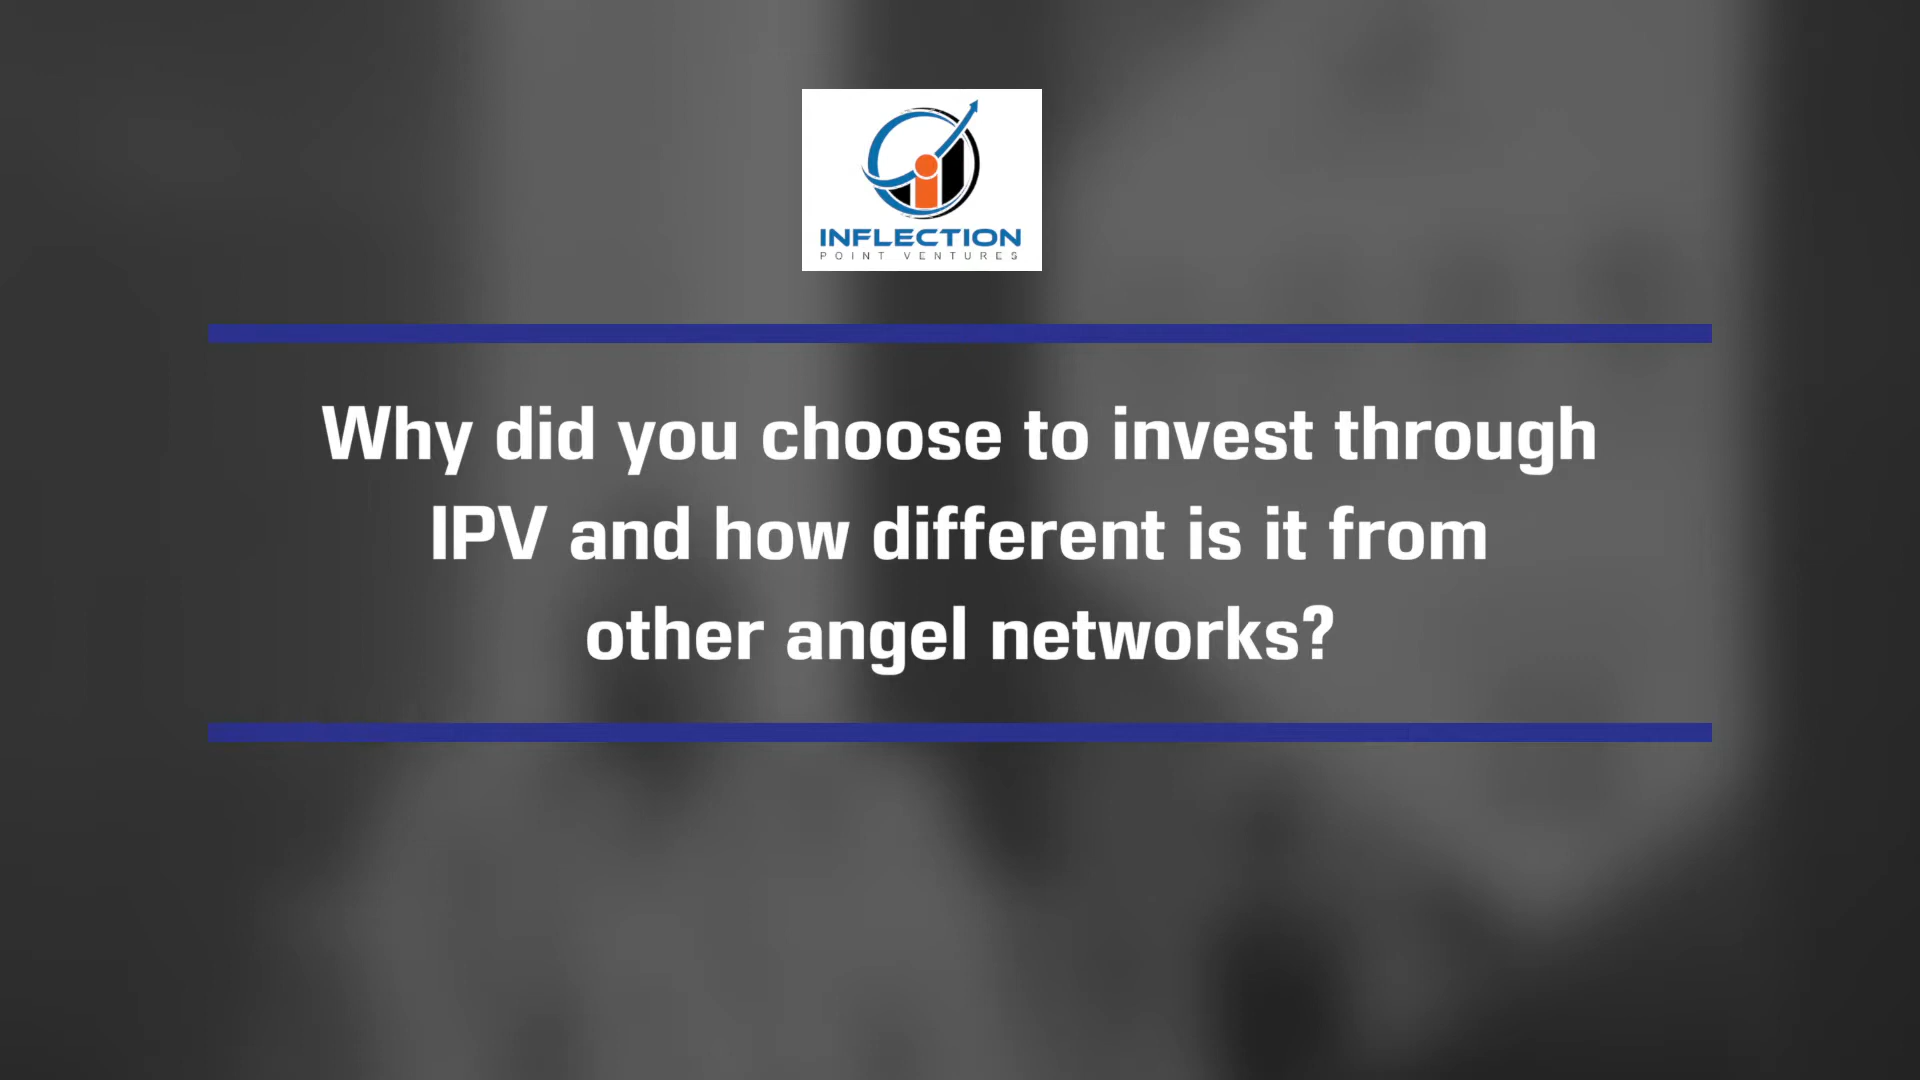 INFLECTION
POINT VENTURES
Why did you choose to invest through
IPV and how different is it from
other angel networks?